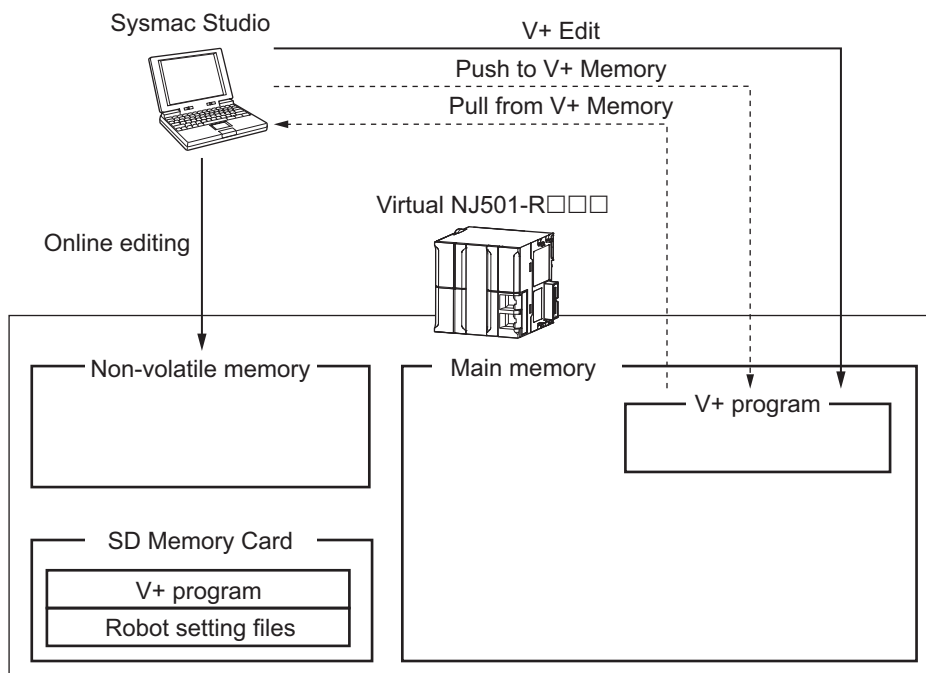 Sysmac Studio
V+ Edit
Push to V+ Memory
Pull from V+ Memory
Virtual NJ501-R□□□
Online editing
Non-volatile memory
Main memory
V+ program
SD Memory Card
V+ program
Robot setting files